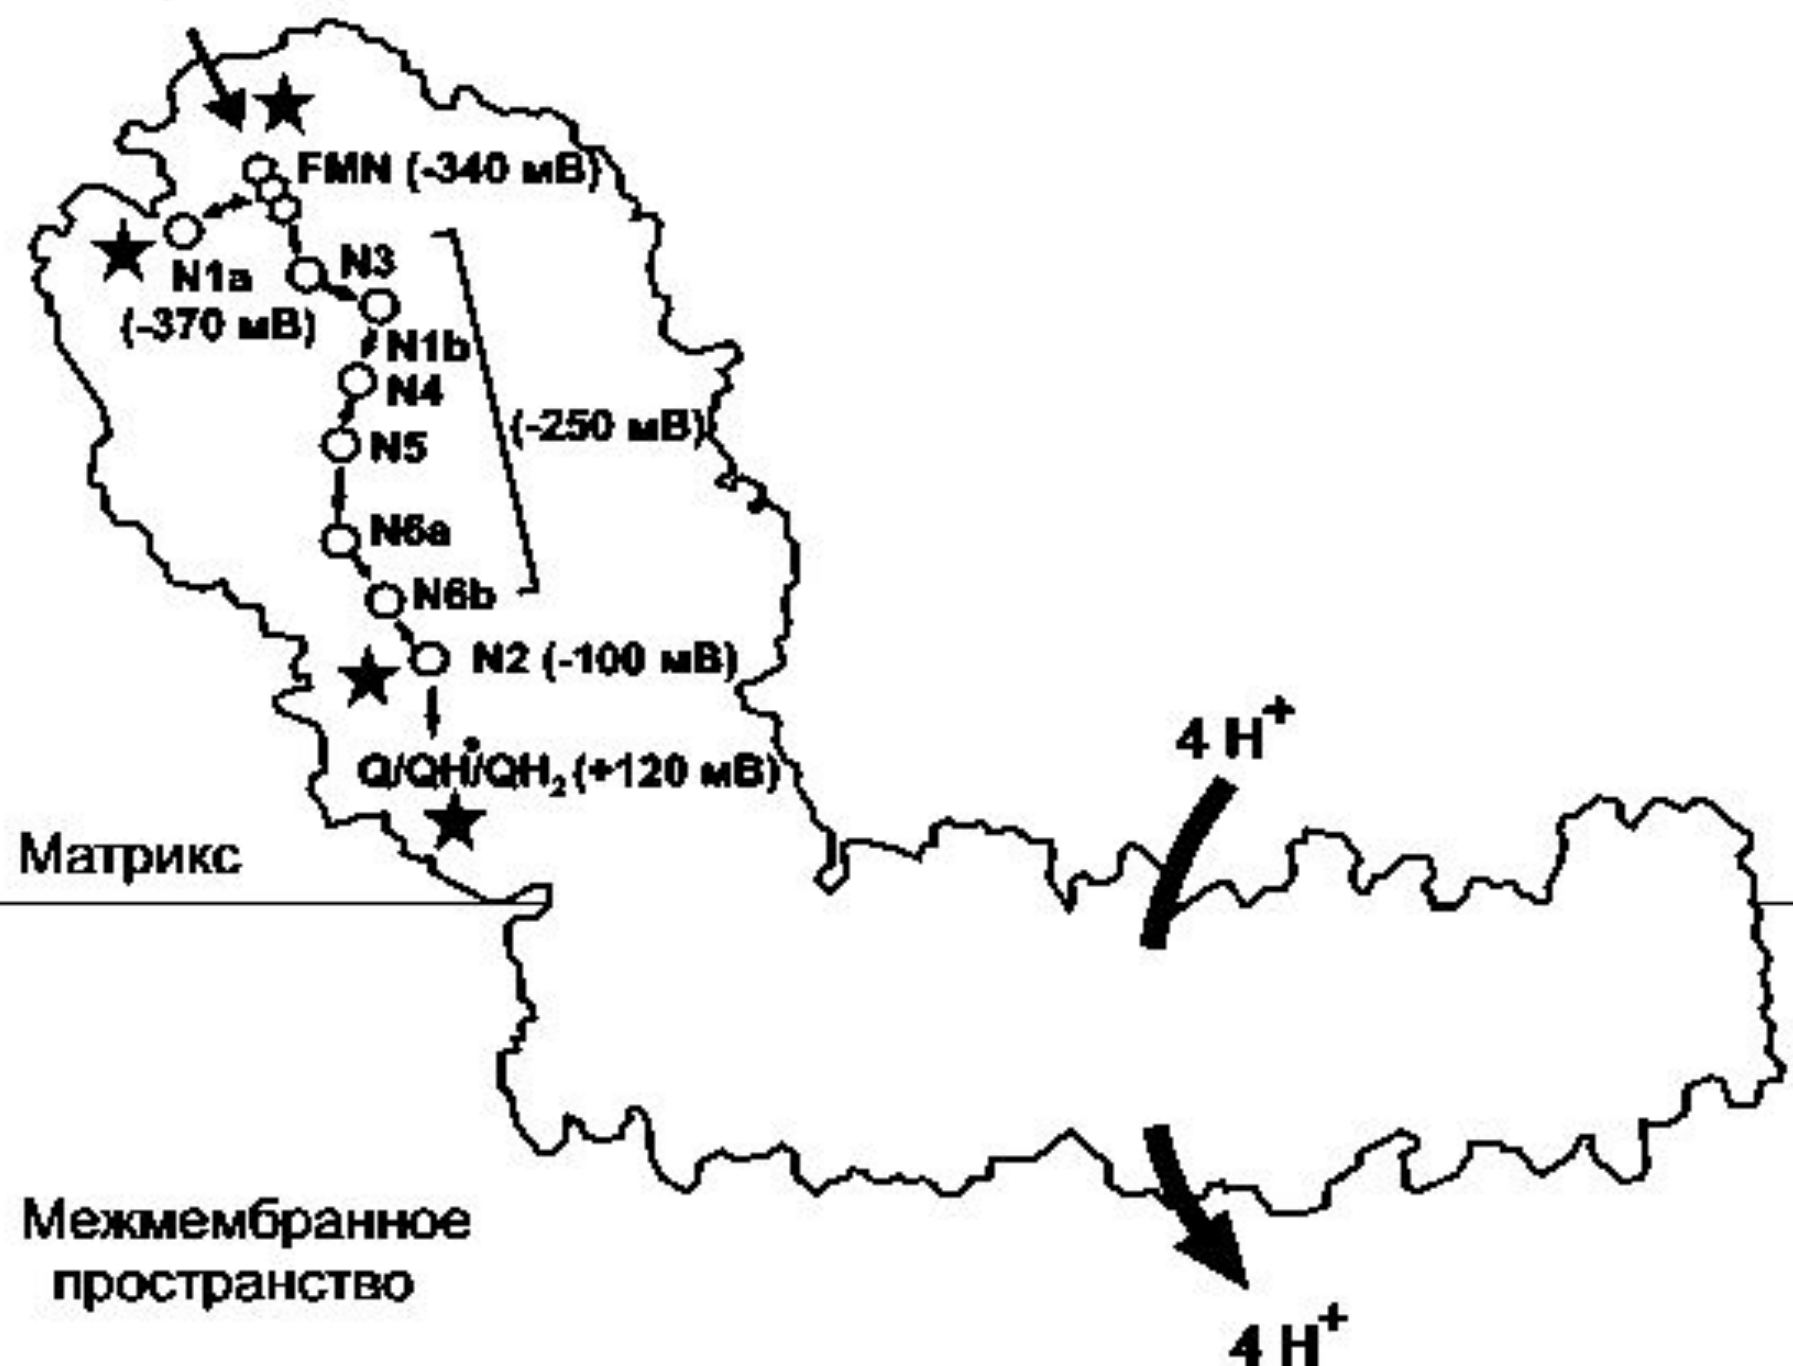 FMN (-340 мВ)
N3
N1a
(-370 мВ)
N1b
N4
(-250 мВ)
N5
N6a
N6b
N2 (-100 мВ)
Q/QH•/QH₂ (+120 мВ)
4 H⁺
Матрикс
Межмембранное
пространство
4 H⁺